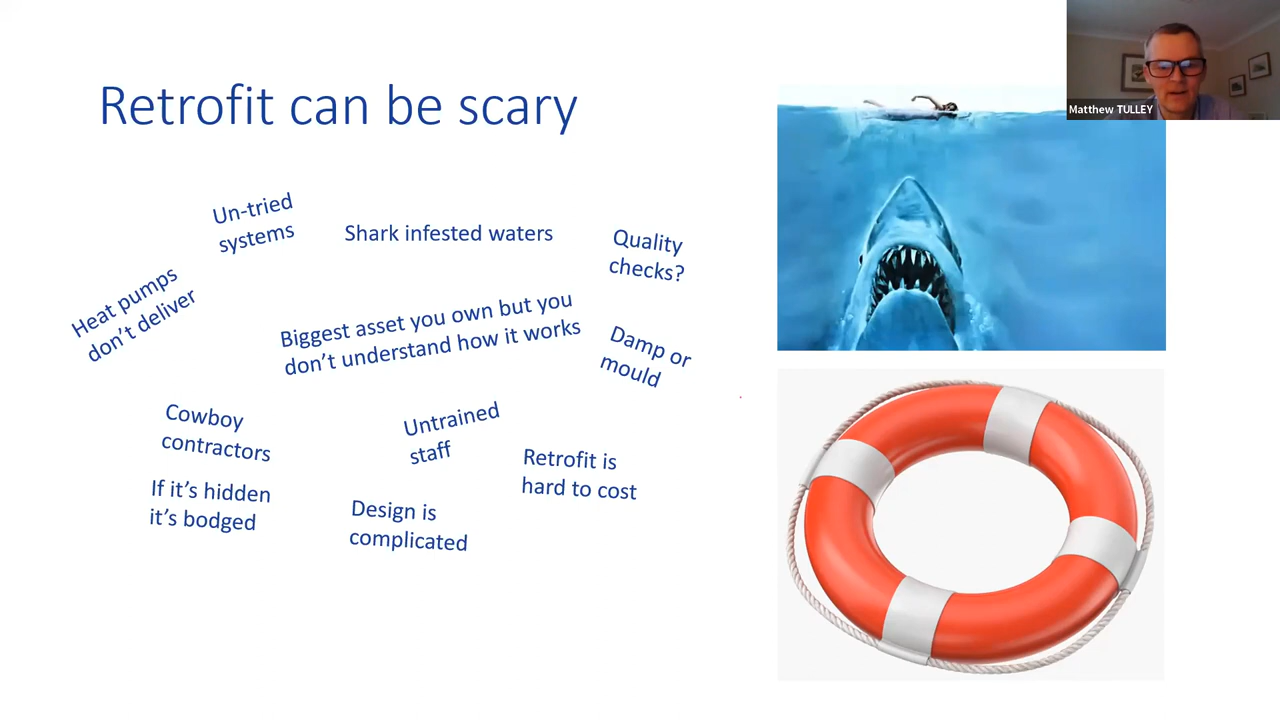 Matthew TULLEY
Retrofit can be scary
Un-tried
systems
Shark infested waters
Quality
checks?
Heat pumps
don’t deliver
Biggest asset you own but you
don’t understand how it works
Damp or
mould
Cowboy
contractors
Untrained
staff
Retrofit is
hard to cost
If it’s hidden
it’s bodged
Design is
complicated